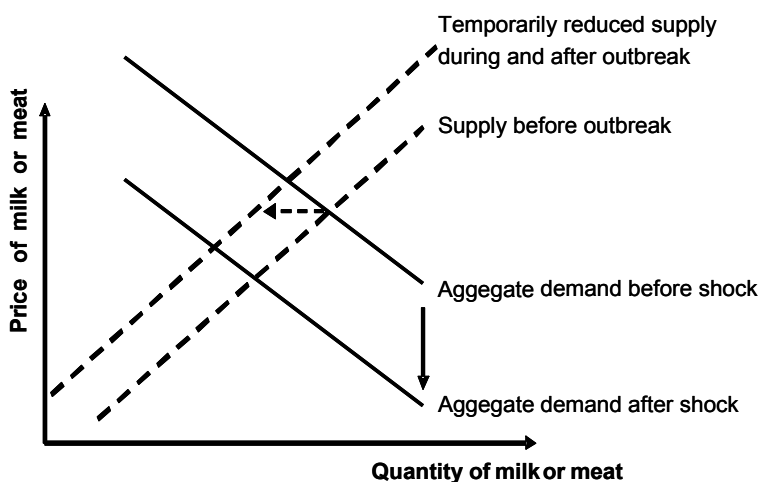 Temporarily reduced supply
during and after outbreak
Supply before outbreak
Price of milk or meat
Aggegate demand before shock
Aggegate demand after shock
Quantity of milk or meat